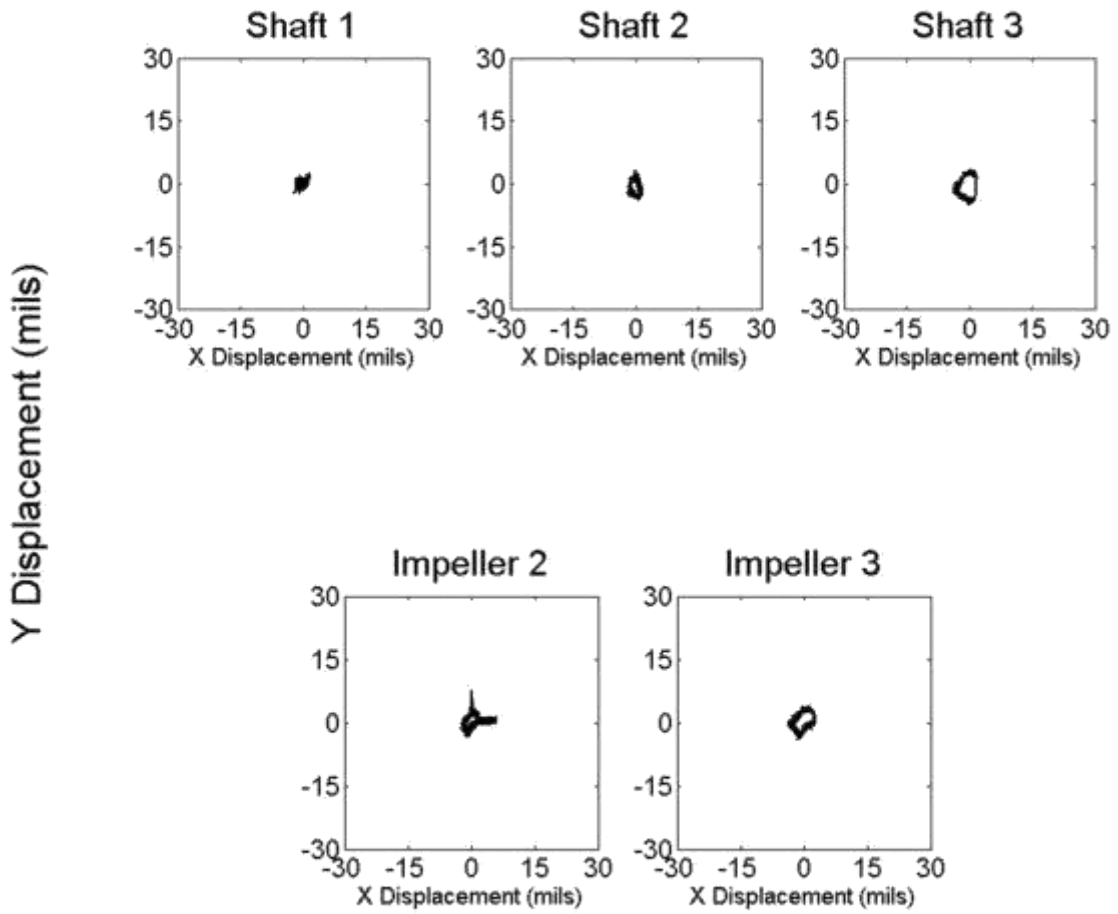 Shaft 1 Shaft 2 Shaft 3
30 30 30
15 15 15
0 0 0
-15 -15 -15
-30 -30 -30
-30 -15 0 15 30 -30 -15 0 15 30 -30 -15 0 15 30
X Displacement (mils) X Displacement (mils) X Displacement (mils)
Y Displacement (mils)
Impeller 2 Impeller 3
30 30
15 15
0 0
-15 -15
-30 -30
-30 -15 0 15 30 -30 -15 0 15 30
X Displacement (mils) X Displacement (mils)